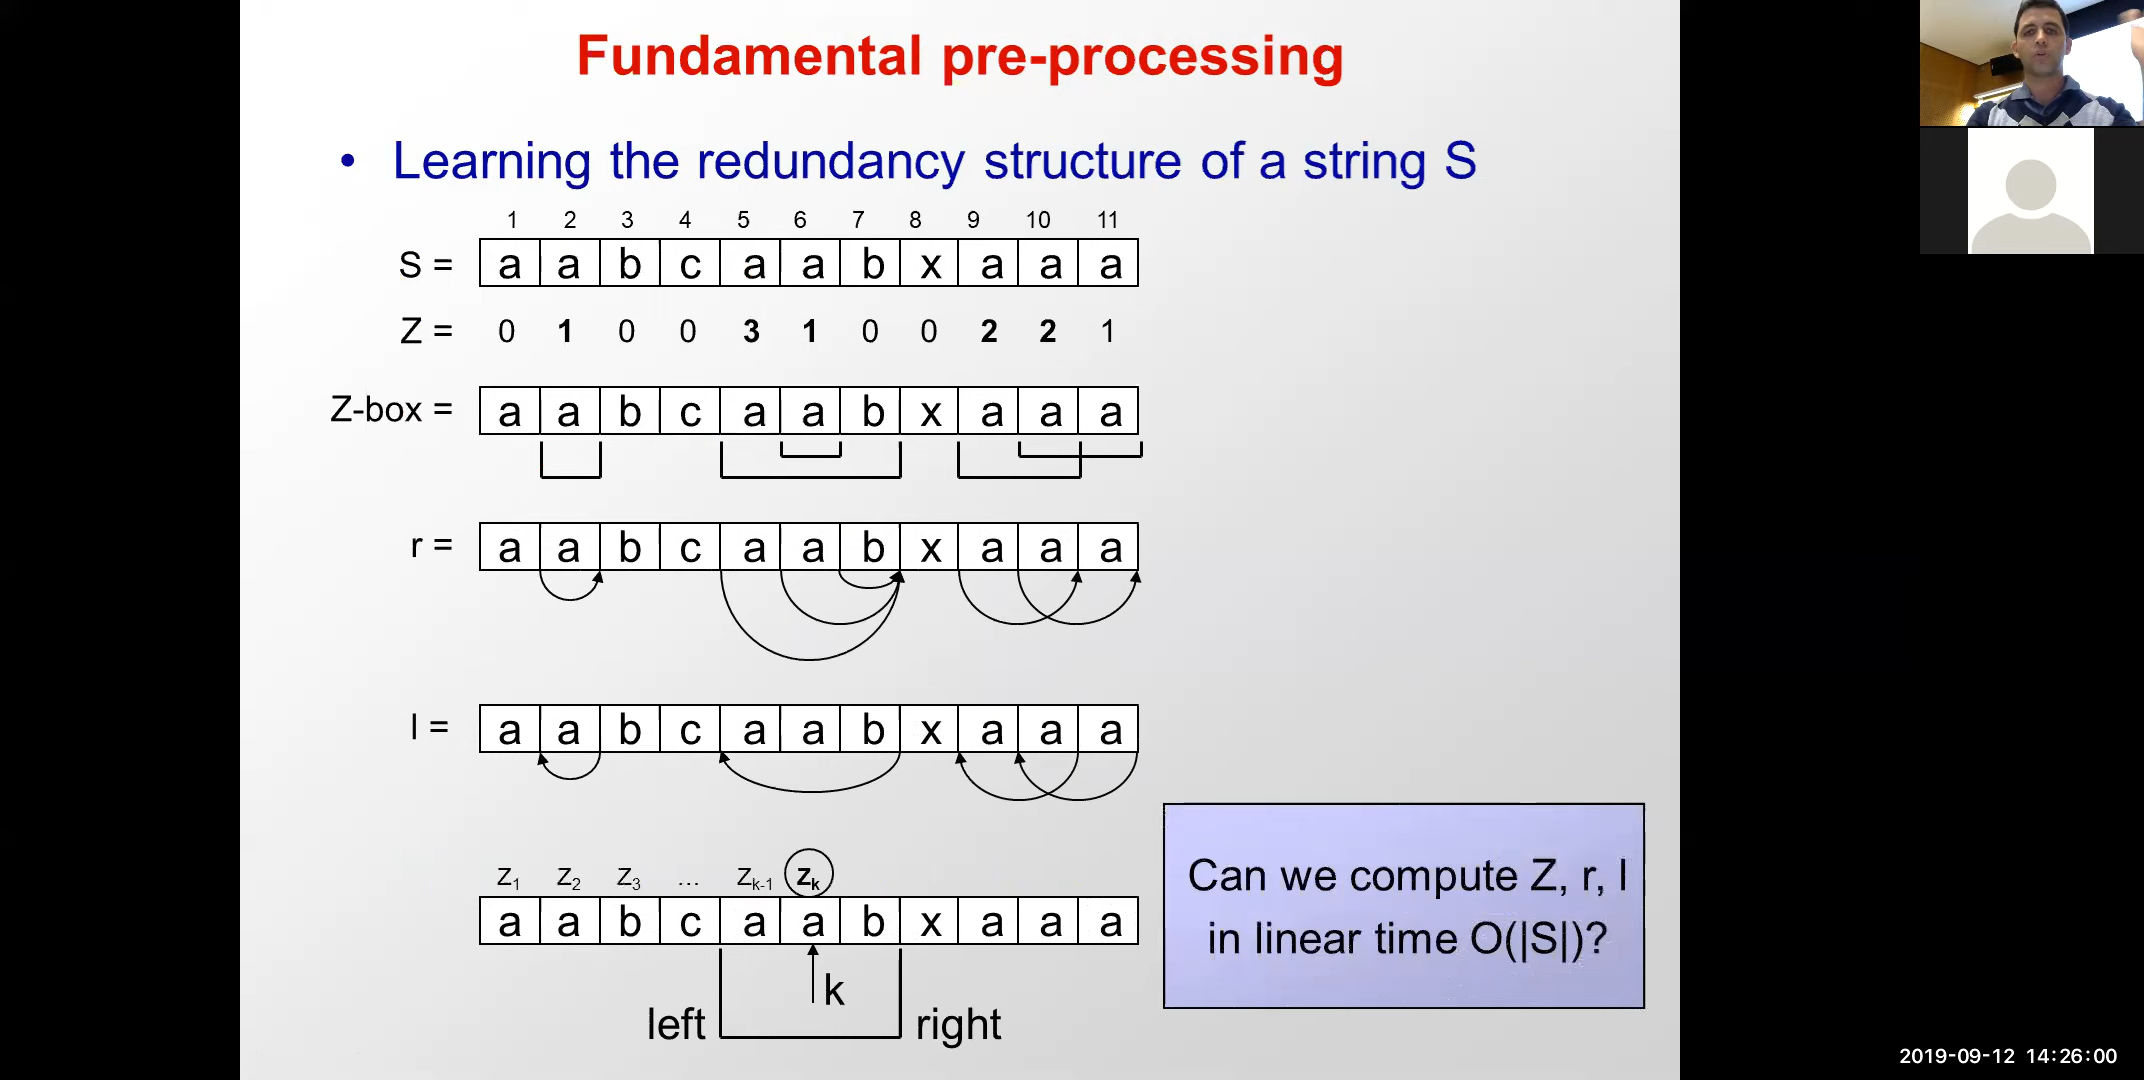 Fundamental pre-processing
• Learning the redundancy structure of a string S
1 2 3 4 5 6 7 8 9 10 11
S = a a b c a a b x a a a
Z = 0 1 0 0 3 1 0 0 2 2 1
Z-box = a a b c a a b x a a a
r = a a b c a a b x a a a
l = a a b c a a b x a a a
Z1 Z2 Z3 … Zk-1 Zk
a a b c a a b x a a a
k
left right
Can we compute Z, r, l
in linear time O(|S|)?
2019-09-12 14:26:00